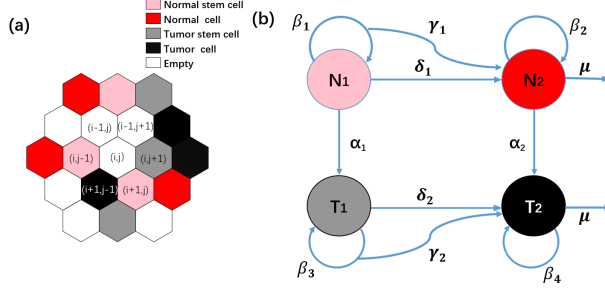 (a)
Normal stem cell
Normal cell
Tumor stem cell
Tumor cell
Empty
(i-1,j)
(i-1,j+1)
(i,j-1)
(i,j)
(i,j+1)
(i+1,j-1)
(i+1,j)
(b)
β1
γ1
β2
N1
δ1
N2
μ
α1
α2
T1
δ2
T2
μ
β3
γ2
β4